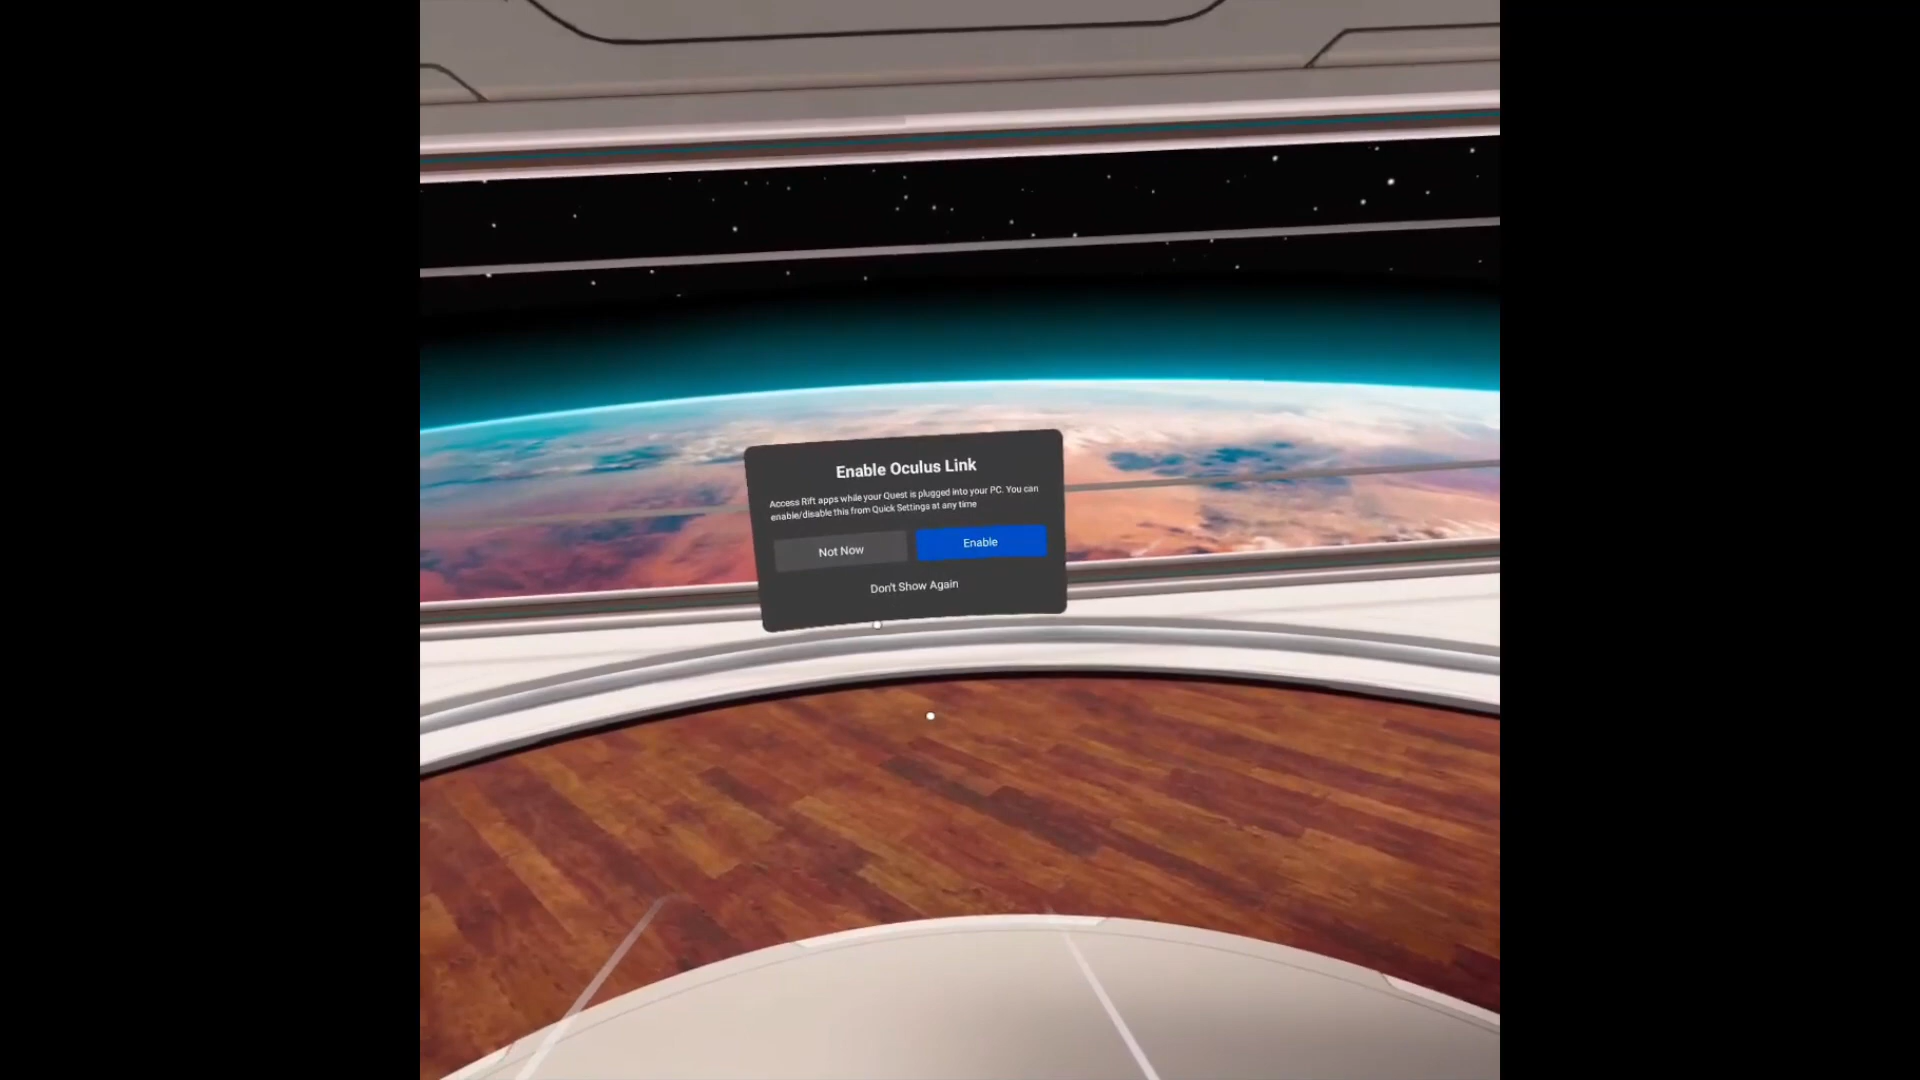 Enable Oculus Link
Access Rift apps while your Quest is plugged into your PC. You can
enable/disable this from Quick Settings at any time
Not Now
Enable
Don't Show Again